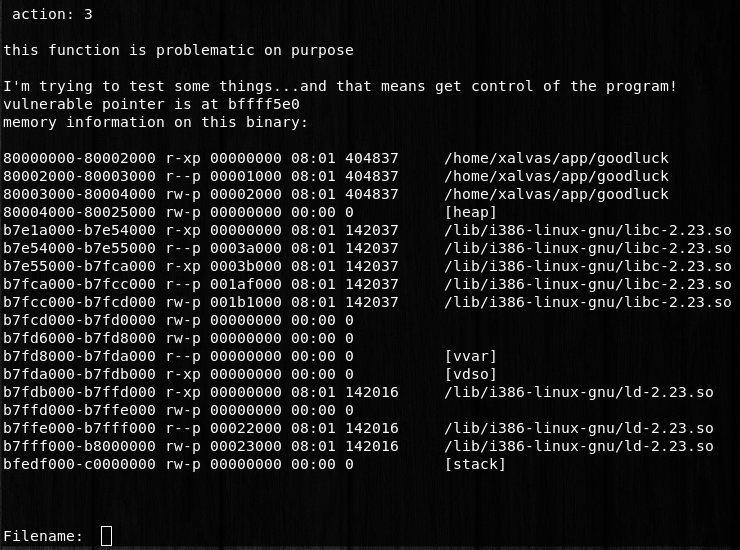 action: 3
this function is problematic on purpose
I'm trying to test some things...and that means get control of the program!
vulnerable pointer is at bffff5e0
memory information on this binary:
80000000-80002000 r-xp 00000000 08:01 404837 /home/xalvas/app/goodluck
80002000-80003000 r--p 00001000 08:01 404837 /home/xalvas/app/goodluck
80003000-80004000 rw-p 00002000 08:01 404837 /home/xalvas/app/goodluck
80004000-80025000 rw-p 00000000 00:00 0 [heap]
b7e1a000-b7e54000 r-xp 00000000 08:01 142037 /lib/i386-linux-gnu/libc-2.23.so
b7e54000-b7e55000 r--p 0003a000 08:01 142037 /lib/i386-linux-gnu/libc-2.23.so
b7e55000-b7fca000 r-xp 0003b000 08:01 142037 /lib/i386-linux-gnu/libc-2.23.so
b7fca000-b7fcc000 r--p 001af000 08:01 142037 /lib/i386-linux-gnu/libc-2.23.so
b7fcc000-b7fcd000 rw-p 001b1000 08:01 142037 /lib/i386-linux-gnu/libc-2.23.so
b7fcd000-b7fd0000 rw-p 00000000 00:00 0
b7fd6000-b7fd8000 rw-p 00000000 00:00 0
b7fd8000-b7fda000 r--p 00000000 00:00 0 [vvar]
b7fda000-b7fdb000 r-xp 00000000 00:00 0 [vdso]
b7fdb000-b7ffd000 r-xp 00000000 08:01 142016 /lib/i386-linux-gnu/ld-2.23.so
b7ffd000-b7ffe000 rw-p 00000000 00:00 0
b7ffe000-b7fff000 r--p 00022000 08:01 142016 /lib/i386-linux-gnu/ld-2.23.so
b7fff000-b8000000 rw-p 00023000 08:01 142016 /lib/i386-linux-gnu/ld-2.23.so
bfedf000-c0000000 rw-p 00000000 00:00 0 [stack]
Filename: